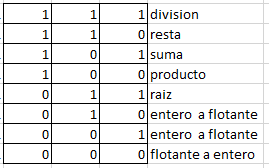 1 1 1 division
1 1 0 resta
1 0 1 suma
1 0 0 producto
0 1 1 raiz
0 1 0 entero a flotante
0 0 1 entero a flotante
0 0 0 flotante a entero